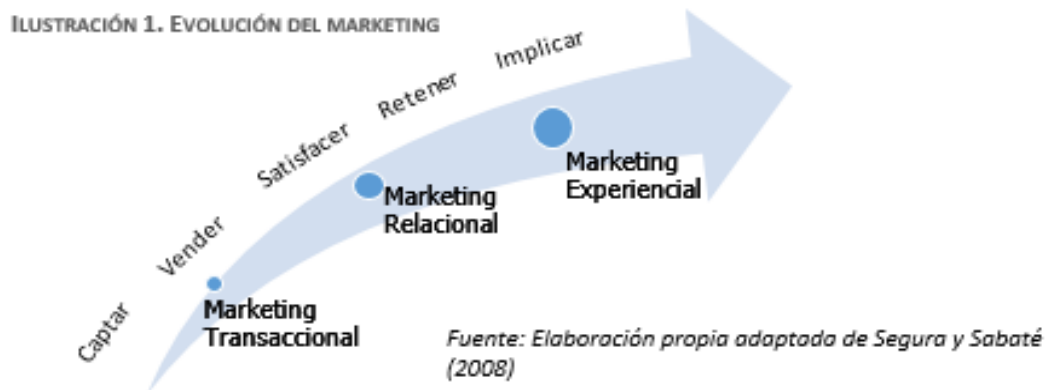 ILUSTRACIÓN 1. EVOLUCIÓN DEL MARKETING
Captar
Vender
Satisfacer
Retener
Implicar
Marketing
Transaccional
Marketing
Relacional
Marketing
Experiencial
Fuente: Elaboración propia adaptada de Segura y Sabaté
(2008)